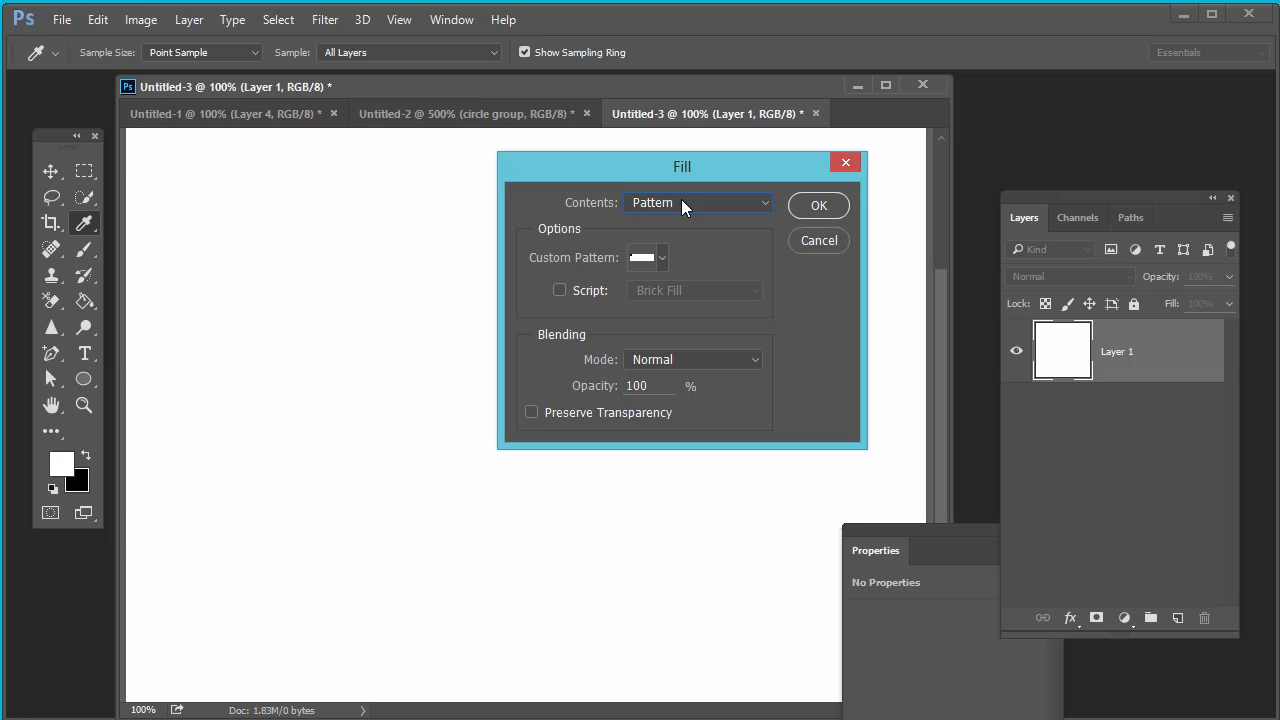 Ps File Edit Image Layer Type Select Filter 3D View Window Help
Sample Size: Point Sample Sample: All Layers Show Sampling Ring Essentials
Ps Untitled-3 @ 100% (Layer 1, RGB/8) *
Untitled-1 @ 100% (Layer 4, RGB/8) * Untitled-2 @ 500% (circle group, RGB/8) * Untitled-3 @ 100% (Layer 1, RGB/8) *
Fill
Contents: Pattern OK
Options
Cancel
Custom Pattern:
Script: Brick Fill
Blending
Mode: Normal
Opacity: 100 %
Preserve Transparency
Layers Channels Paths
Kind T
Normal Opacity: 100%
Lock: Fill: 100%
Layer 1
T
Properties
No Properties
fx
100% Doc: 1.83M/0 bytes